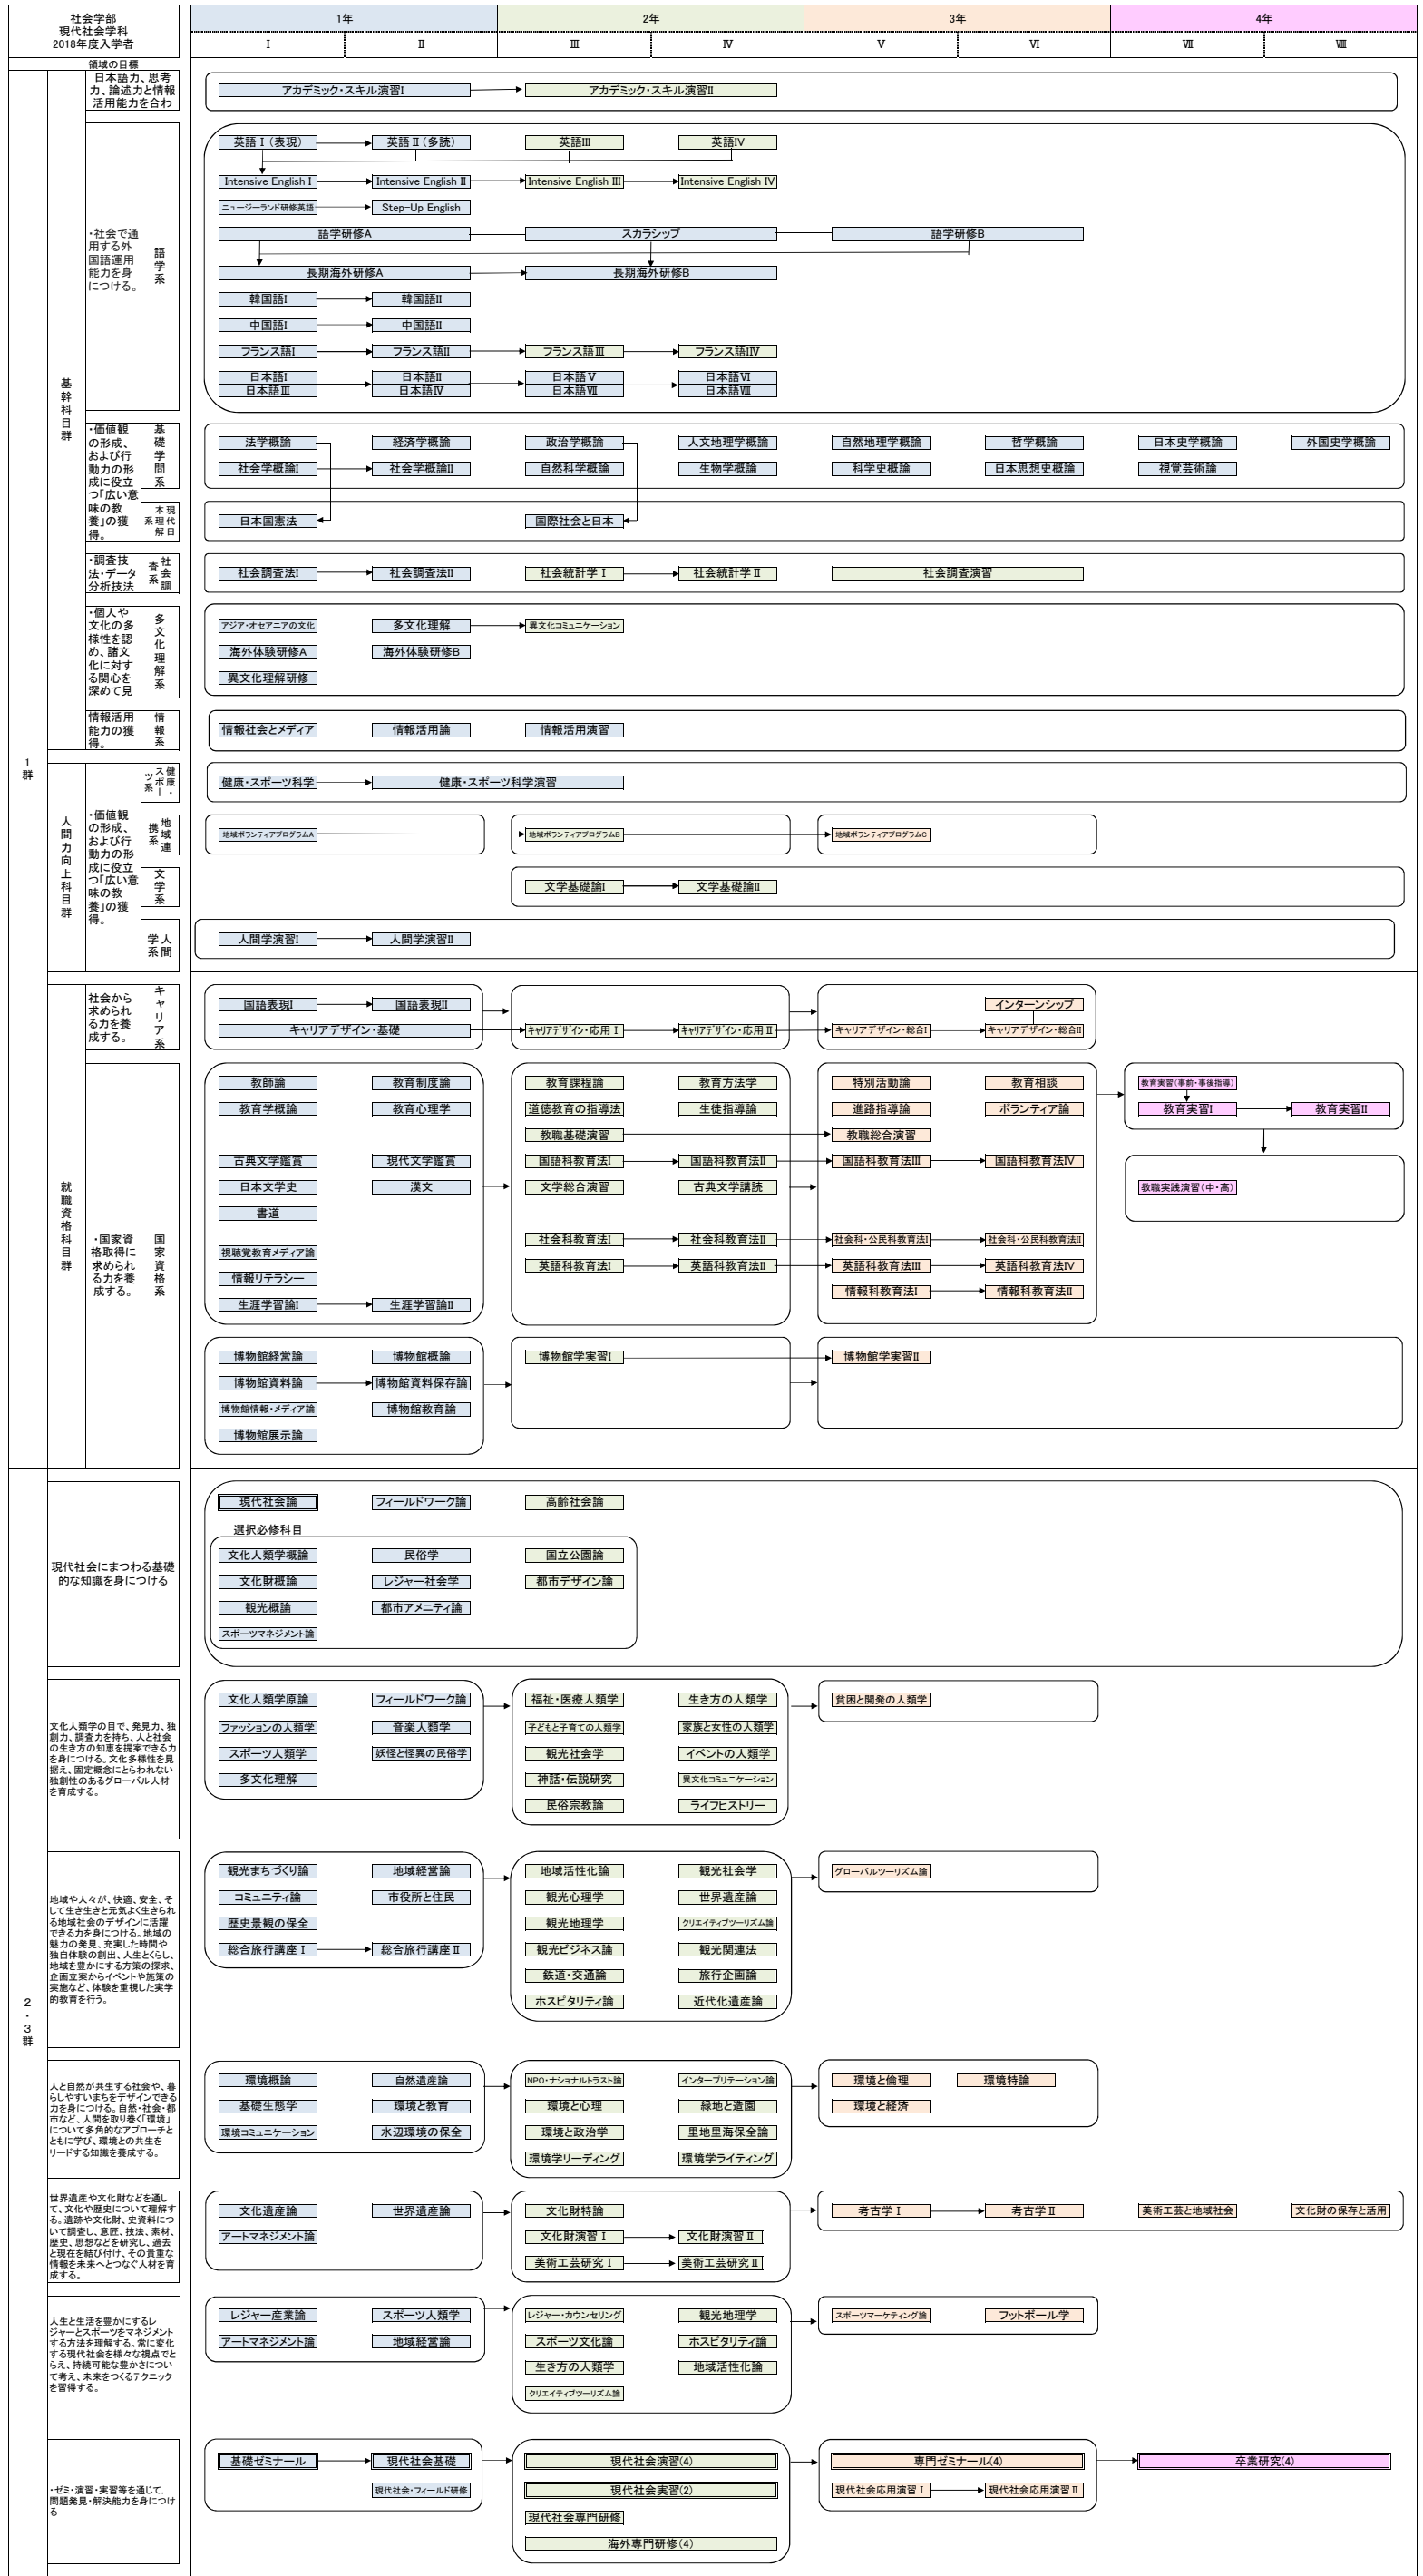 社会学部
現代社会学科
2018年度入学者
1年 2年 3年 4年
Ⅰ Ⅱ Ⅲ Ⅳ Ⅴ Ⅵ Ⅶ Ⅷ
領域の目標
1群
基幹科目群
日本語力、思考
力、論述力と情報
活用能力を合わ
アカデミック・スキル演習Ⅰ アカデミック・スキル演習Ⅱ
・社会で通
用する外
国語運用
能力を身
につける。
語学系
英語Ⅰ(表現) 英語Ⅱ(多読) 英語Ⅲ 英語Ⅳ
Intensive English Ⅰ Intensive English Ⅱ Intensive English Ⅲ Intensive English Ⅳ
ニュージーランド研修英語 Step-Up English
語学研修A スカラシップ 語学研修B
長期海外研修A 長期海外研修B
韓国語Ⅰ 韓国語Ⅱ
中国語Ⅰ 中国語Ⅱ
フランス語Ⅰ フランス語Ⅱ フランス語Ⅲ フランス語IⅣ
日本語Ⅰ 日本語Ⅱ 日本語Ⅴ 日本語Ⅵ
日本語Ⅲ 日本語Ⅳ 日本語Ⅶ 日本語Ⅷ
・価値観
の形成、
および行
動力の形
成に役立
つ「広い意
味の教
養」の獲
得。
基礎学問系
法学概論 経済学概論 政治学概論 人文地理学概論 自然地理学概論 哲学概論 日本史学概論 外国史学概論
社会学概論Ⅰ 社会学概論Ⅱ 自然科学概論 生物学概論 科学史概論 日本思想史概論 視覚芸術論
現代日本理解系
日本国憲法 国際社会と日本
・調査技
法・データ
分析技法
社会調査系
社会調査法Ⅰ 社会調査法Ⅱ 社会統計学Ⅰ 社会統計学Ⅱ 社会調査演習
・個人や
文化の多
様性を認
め、諸文
化に対す
る関心を
深めて見
多文化理解系
アジア・オセアニアの文化 多文化理解 異文化コミュニケーション
海外体験研修A 海外体験研修B
異文化理解研修
情報活用
能力の獲
得。
情報系
情報社会とメディア 情報活用論 情報活用演習
人間力向上科目群
・価値観
の形成、
および行
動力の形
成に役立
つ「広い意
味の教
養」の獲
得。
健康・スポーツ系
健康・スポーツ科学 健康・スポーツ科学演習
地域連携系
地域ボランティアプログラムA 地域ボランティアプログラムB 地域ボランティアプログラムC
文学系
文学基礎論Ⅰ 文学基礎論Ⅱ
人間学系
人間学演習Ⅰ 人間学演習Ⅱ
就職資格科目群
社会から
求められ
る力を養
成する。
キャリア系
国語表現Ⅰ 国語表現Ⅱ インターンシップ
キャリアデザイン・基礎 キャリアデザイン・応用Ⅰ キャリアデザイン・応用Ⅱ キャリアデザイン・総合Ⅰ キャリアデザイン・総合Ⅱ
・国家資
格取得に
求められ
る力を養
成する。
国家資格系
教師論 教育制度論 教育課程論 教育方法学 特別活動論 教育相談 教育実習(事前・事後指導)
教育学概論 教育心理学 道徳教育の指導法 生徒指導論 進路指導論 ボランティア論 教育実習Ⅰ 教育実習Ⅱ
教職基礎演習 教職総合演習
古典文学鑑賞 現代文学鑑賞 国語科教育法Ⅰ 国語科教育法Ⅱ 国語科教育法Ⅲ 国語科教育法Ⅳ
日本文学史 漢文 文学総合演習 古典文学講読 教職実践演習(中・高)
書道
社会科教育法Ⅰ 社会科教育法Ⅱ 社会科・公民科教育法Ⅰ 社会科・公民科教育法Ⅱ
視聴覚教育メディア論 英語科教育法Ⅰ 英語科教育法Ⅱ 英語科教育法Ⅲ 英語科教育法Ⅳ
情報リテラシー 情報科教育法Ⅰ 情報科教育法Ⅱ
生涯学習論Ⅰ 生涯学習論Ⅱ
博物館経営論 博物館概論 博物館学実習Ⅰ 博物館学実習Ⅱ
博物館資料論 博物館資料保存論
博物館情報・メディア論 博物館教育論
博物館展示論
2・3群
現代社会にまつわる基礎
的な知識を身につける
現代社会論 フィールドワーク論 高齢社会論
選択必修科目
文化人類学概論 民俗学 国立公園論
文化財概論 レジャー社会学 都市デザイン論
観光概論 都市アメニティ論
スポーツマネジメント論
文化人類学の目で、発見力、独
創力、調査力を持ち、人と社会
の生き方の知恵を提案できる力
を身につける。文化多様性を見
据え、固定概念にとらわれない
独創性のあるグローバル人材
を育成する。
文化人類学原論 フィールドワーク論 福祉・医療人類学 生き方の人類学 貧困と開発の人類学
ファッションの人類学 音楽人類学 子どもと子育ての人類学 家族と女性の人類学
スポーツ人類学 妖怪と怪異の民俗学 観光社会学 イベントの人類学
多文化理解 神話・伝説研究 異文化コミュニケーション
民俗宗教論 ライフヒストリー
地域や人々が、快適、安全、そ
して生き生きと元気よく生きられ
る地域社会のデザインに活躍
できる力を身につける。地域の
魅力の発見、充実した時間や
独自体験の創出、人生とくらし、
地域を豊かにする方策の探求、
企画立案からイベントや施策の
実施など、体験を重視した実学
的教育を行う。
観光まちづくり論 地域経営論 地域活性化論 観光社会学 グローバルツーリズム論
コミュニティ論 市役所と住民 観光心理学 世界遺産論
歴史景観の保全 観光地理学 クリエイティブツーリズム論
総合旅行講座Ⅰ 総合旅行講座Ⅱ 観光ビジネス論 観光関連法
鉄道・交通論 旅行企画論
ホスピタリティ論 近代化遺産論
人と自然が共生する社会や、暮
らしやすいまちをデザインできる
力を身につける。自然・社会・都
市など、人間を取り巻く「環境」
について多角的なアプローチと
ともに学び、環境との共生を
リードする知識を養成する。
環境概論 自然遺産論 NPO・ナショナルトラスト論 インタープリテーション論 環境と倫理 環境特論
基礎生態学 環境と教育 環境と心理 緑地と造園 環境と経済
環境コミュニケーション 水辺環境の保全 環境と政治学 里地里海保全論
環境学リーディング 環境学ライティング
世界遺産や文化財などを通し
て、文化や歴史について理解す
る。遺跡や文化財、史資料につ
いて調査し、意匠、技法、素材、
歴史、思想などを研究し、過去
と現在を結び付け、その貴重な
情報を未来へとつなぐ人材を育
成する。
文化遺産論 世界遺産論 文化財特論 考古学Ⅰ 考古学Ⅱ 美術工芸と地域社会 文化財の保存と活用
アートマネジメント論 文化財演習Ⅰ 文化財演習Ⅱ
美術工芸研究Ⅰ 美術工芸研究Ⅱ
人生と生活を豊かにするレ
ジャーとスポーツをマネジメント
する方法を理解する。常に変化
する現代社会を様々な視点でと
らえ、持続可能な豊かさについ
て考え、未来をつくるテクニック
を習得する。
レジャー産業論 スポーツ人類学 レジャー・カウンセリング 観光地理学 スポーツマーケティング論 フットボール学
アートマネジメント論 地域経営論 スポーツ文化論 ホスピタリティ論
生き方の人類学 地域活性化論
クリエイティブツーリズム論
・ゼミ・演習・実習等を通じて、
問題発見・解決能力を身につけ
る
基礎ゼミナール 現代社会基礎 現代社会演習(4) 専門ゼミナール(4) 卒業研究(4)
現代社会・フィールド研修 現代社会実習(2) 現代社会応用演習Ⅰ 現代社会応用演習Ⅱ
現代社会専門研修
海外専門研修(4)